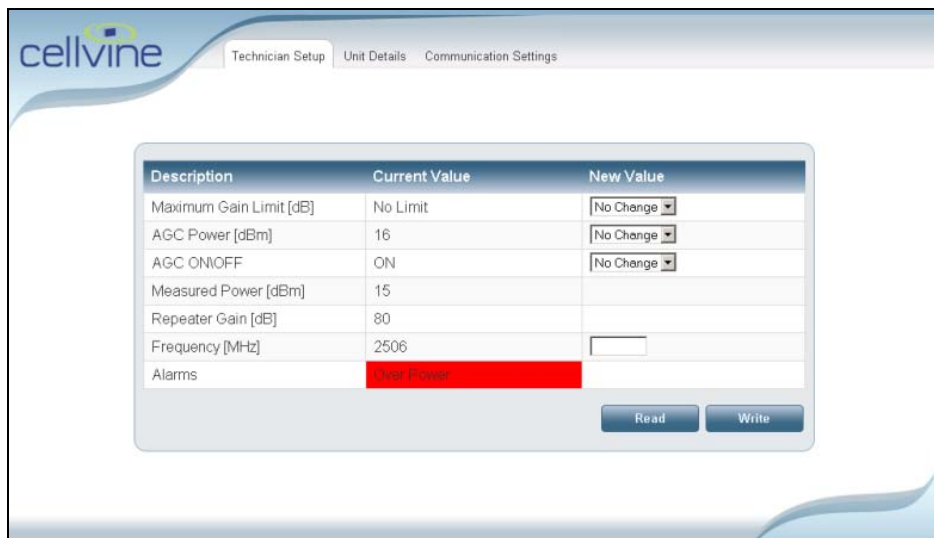 cellvine
Technician Setup Unit Details Communication Settings
Description Current Value New Value
Maximum Gain Limit [dB] No Limit No Change
AGC Power [dBm] 16 No Change
AGC ON\OFF ON No Change
Measured Power [dBm] 15
Repeater Gain [dB] 80
Frequency [MHz] 2506
Alarms Over Power
Read Write